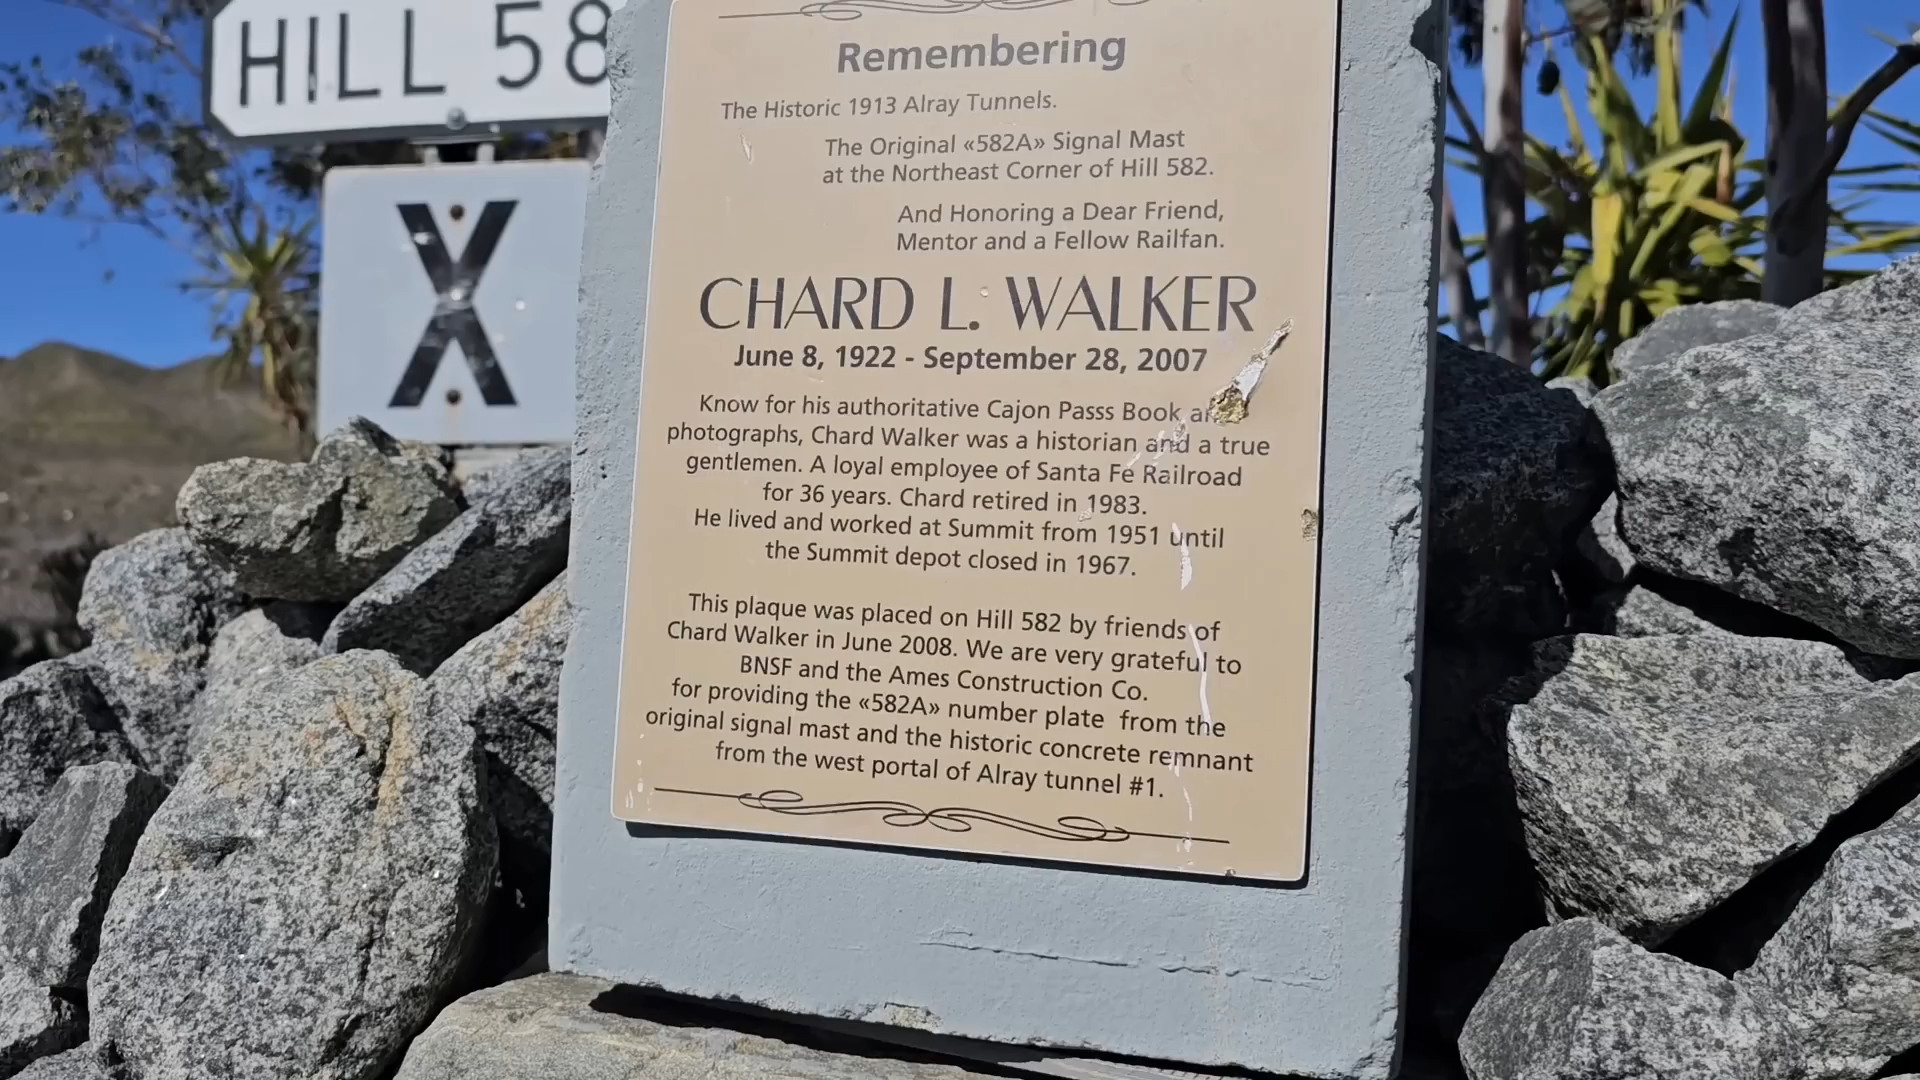 HILL 58
X
Remembering
The Historic 1913 Alray Tunnels.
The Original «582A» Signal Mast
at the Northeast Corner of Hill 582.
And Honoring a Dear Friend,
Mentor and a Fellow Railfan.
CHARD L. WALKER
June 8, 1922 - September 28, 2007
Know for his authoritative Cajon Passs Book
photographs, Chard Walker was a historian and a true
gentlemen. A loyal employee of Santa Fe Railroad
for 36 years. Chard retired in 1983.
He lived and worked at Summit from 1951 until
the Summit depot closed in 1967.
This plaque was placed on Hill 582 by friends of
Chard Walker in June 2008. We are very grateful to
BNSF and the Ames Construction Co.
for providing the «582A» number plate from the
original signal mast and the historic concrete remnant
from the west portal of Alray tunnel #1.